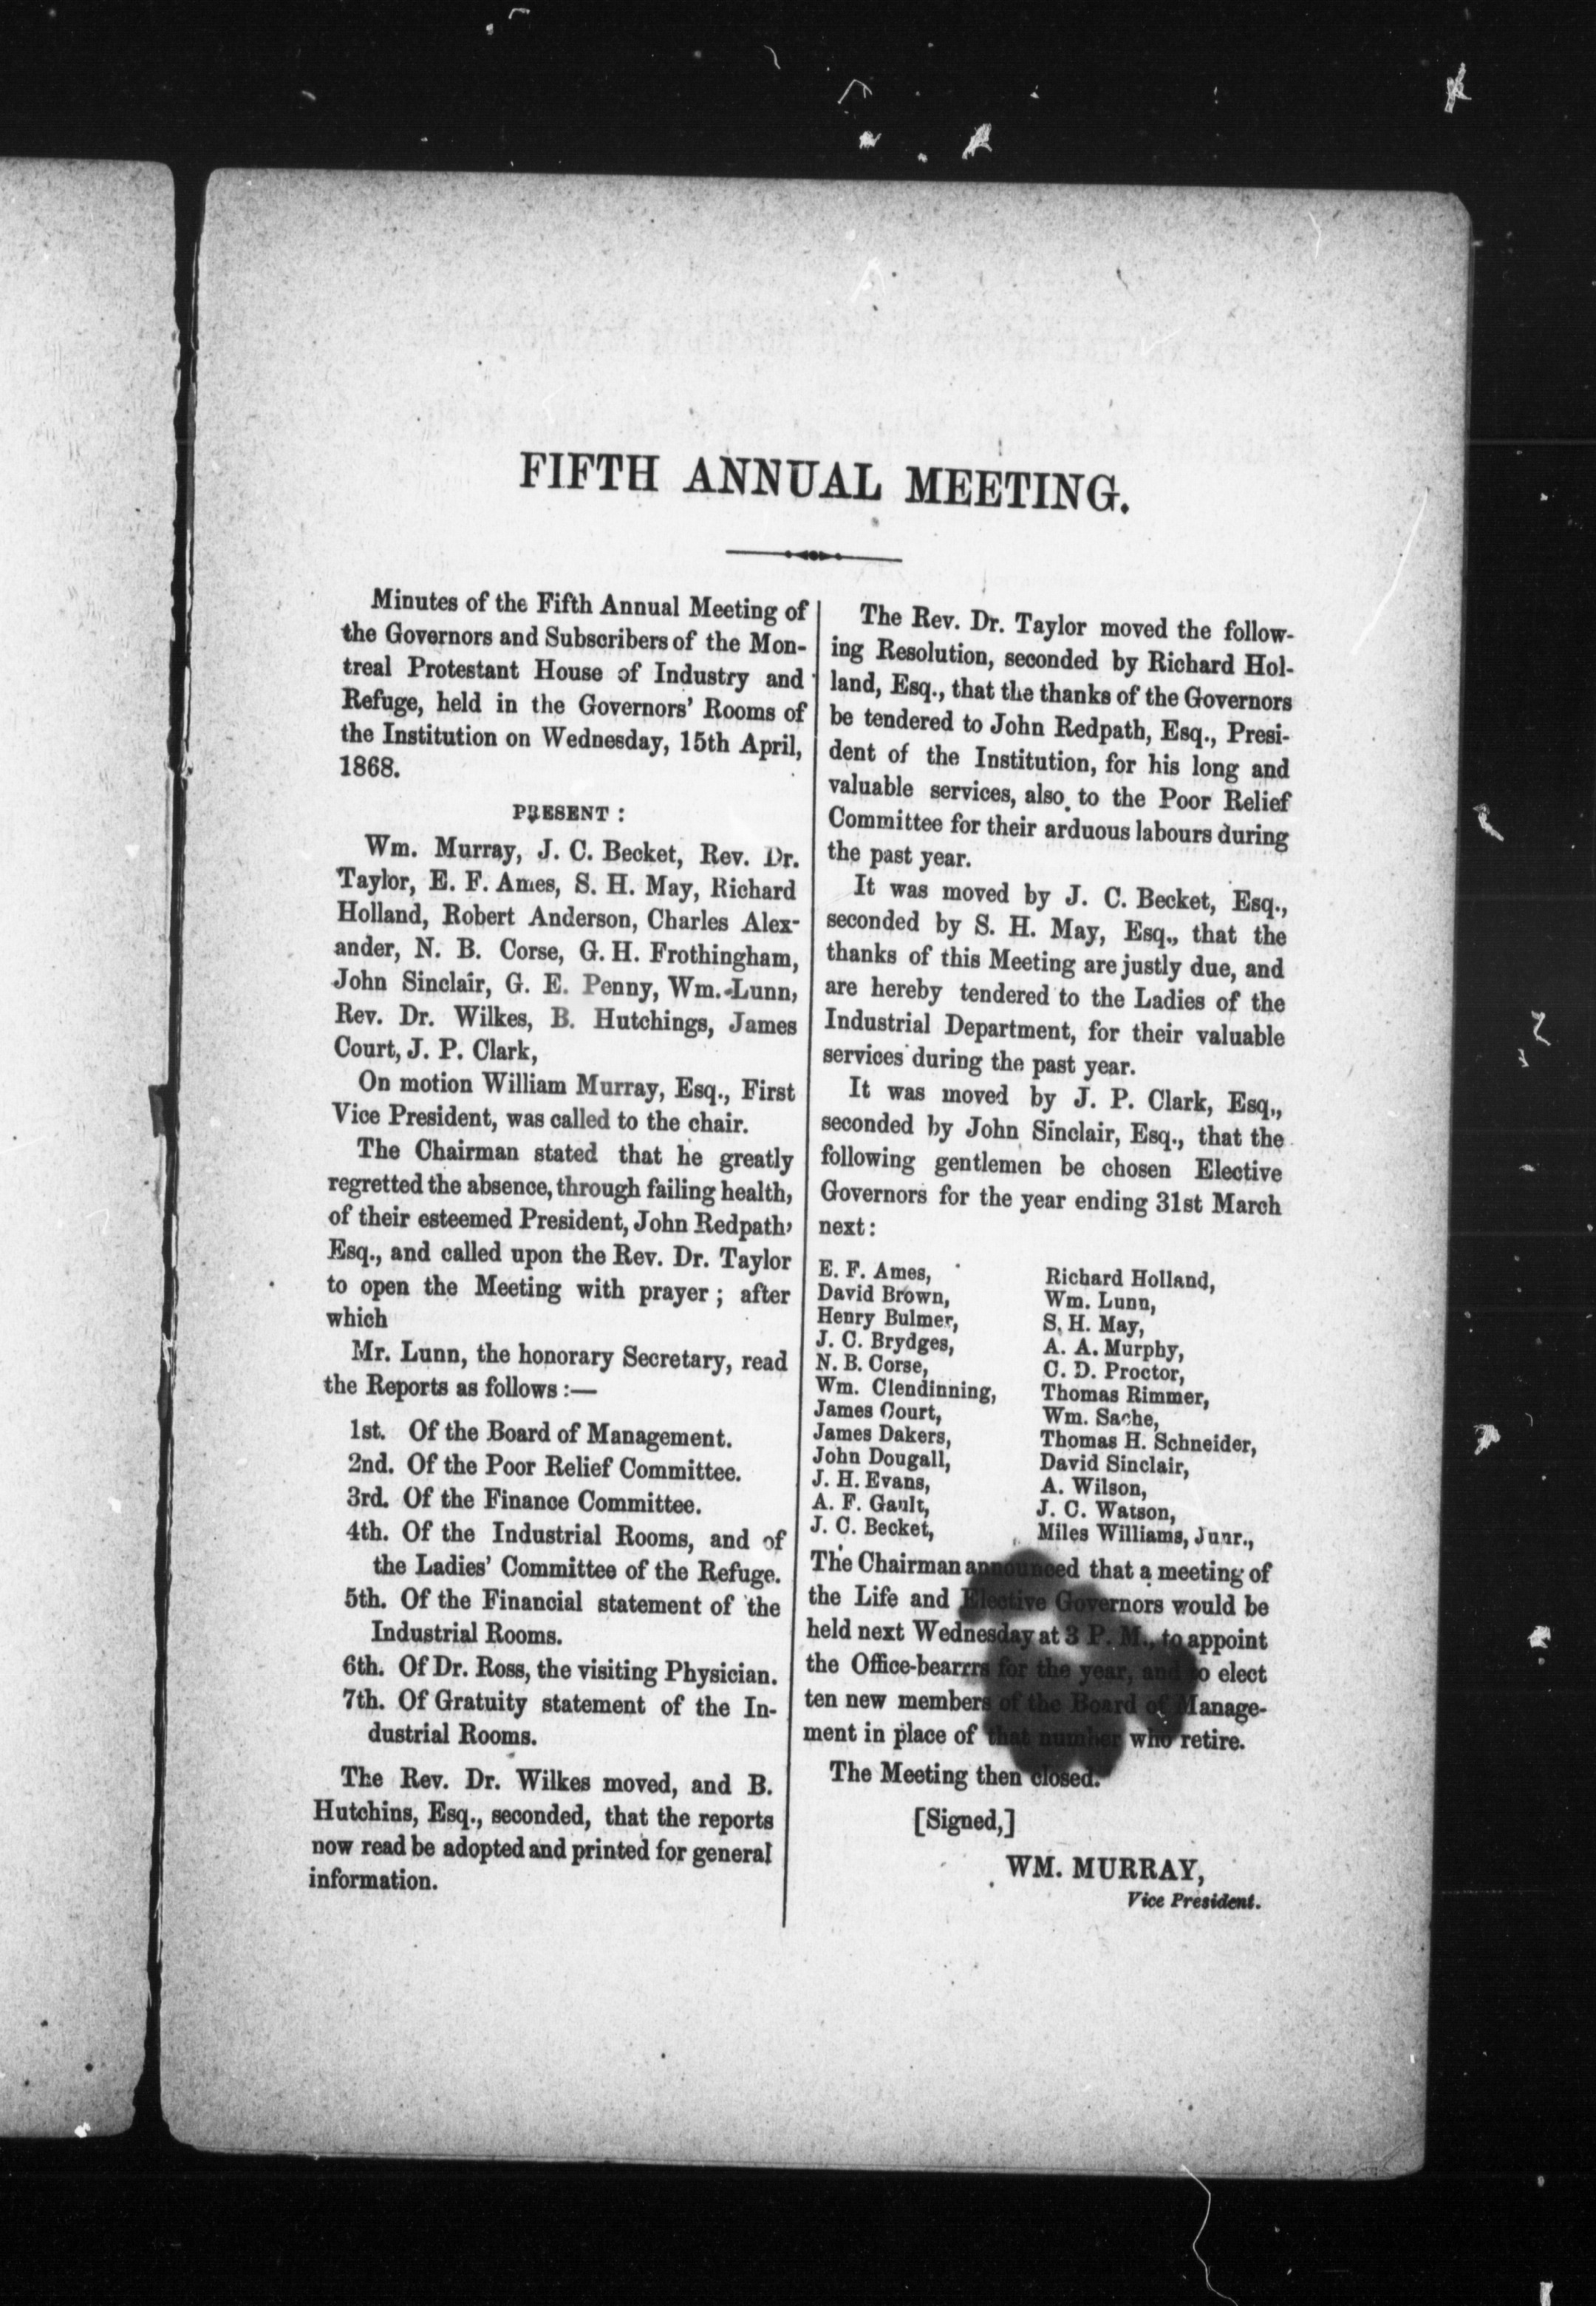 FIFTH ANNUAL MEETING.
Minutes of the Fifth Annual Meeting of
the Governors and Subscribers of the Mon-
treal Protestant House of Industry and
Refuge, held in the Governors' Rooms of
the Institution on Wednesday, 15th April,
1868.
PRESENT :
Wm. Murray, J. C. Becket, Rev. Dr.
Taylor, E. F. Ames, S. H. May, Richard
Holland, Robert Anderson, Charles Alex-
ander, N. B. Corse, G. H. Frothingham,
John Sinclair, G. E. Penny, Wm. Lunn,
Rev. Dr. Wilkes, B. Hutchings, James
Court, J. P. Clark,
On motion William Murray, Esq., First
Vice President, was called to the chair.
The Chairman stated that he greatly
regretted the absence, through failing health,
of their esteemed President, John Redpath,
Esq., and called upon the Rev. Dr. Taylor
to open the Meeting with prayer ; after
which
Mr. Lunn, the honorary Secretary, read
the Reports as follows :—
1st. Of the Board of Management.
2nd. Of the Poor Relief Committee.
3rd. Of the Finance Committee.
4th. Of the Industrial Rooms, and of
the Ladies' Committee of the Refuge.
5th. Of the Financial statement of the
Industrial Rooms.
6th. Of Dr. Ross, the visiting Physician.
7th. Of Gratuity statement of the In-
dustrial Rooms.
The Rev. Dr. Wilkes moved, and B.
Hutchins, Esq., seconded, that the reports
now read be adopted and printed for general
information.
The Rev. Dr. Taylor moved the follow-
ing Resolution, seconded by Richard Hol-
land, Esq., that the thanks of the Governors
be tendered to John Redpath, Esq., Presi-
dent of the Institution, for his long and
valuable services, also to the Poor Relief
Committee for their arduous labours during
the past year.
It was moved by J. C. Becket, Esq.,
seconded by S. H. May, Esq., that the
thanks of this Meeting are justly due, and
are hereby tendered to the Ladies of the
Industrial Department, for their valuable
services during the past year.
It was moved by J. P. Clark, Esq.,
seconded by John Sinclair, Esq., that the
following gentlemen be chosen Elective
Governors for the year ending 31st March
next :
E. F. Ames,
David Brown,
Henry Bulmer,
J. C. Brydges,
N. B. Corse,
Wm. Clendinning,
James Court,
James Dakers,
John Dougall,
J. H. Evans,
A. F. Gault,
J. C. Becket,
Richard Holland,
Wm. Lunn,
S. H. May,
A. A. Murphy,
C. D. Proctor,
Thomas Rimmer,
Wm. Sache,
Thomas H. Schneider,
David Sinclair,
A. Wilson,
J. C. Watson,
Miles Williams, Junr.,
The Chairman announced that a meeting of
the Life and Elective Governors would be
held next Wednesday at 3 P. M., to appoint
the Office-bearrrs for the year, and to elect
ten new members of the Board of Manage-
ment in place of that number who retire.
The Meeting then closed.
[Signed,]
WM. MURRAY,
Vice President.